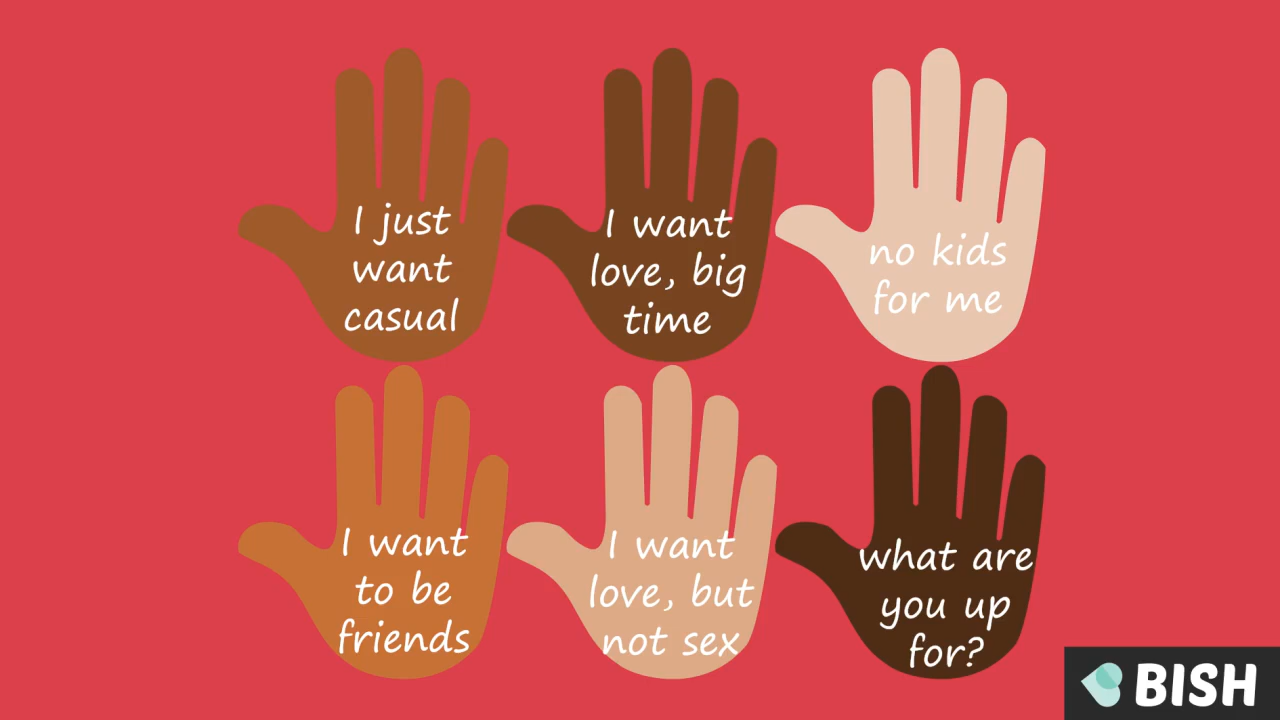 I just
want
casual
I want
love, big
time
no kids
for me
I want
to be
friends
I want
love, but
not sex
what are
you up
for?
BISH